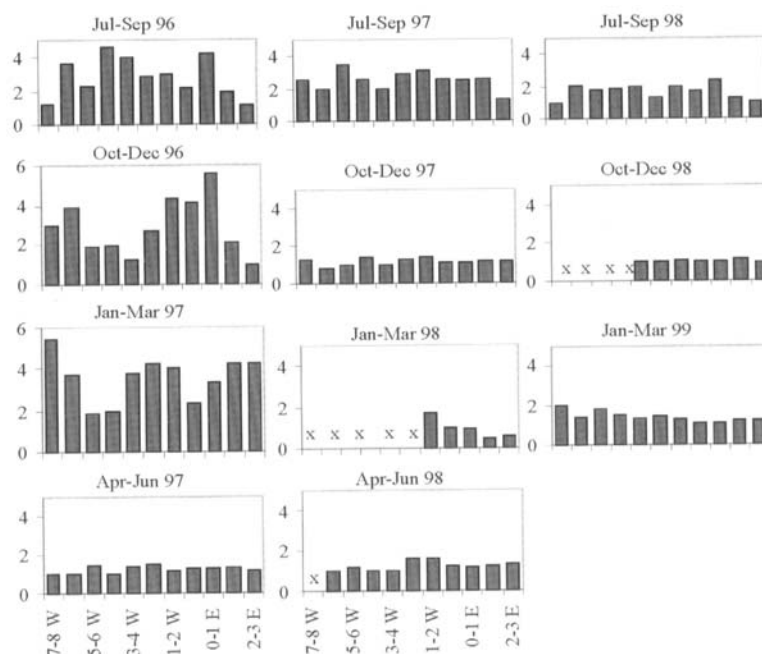 Jul-Sep 96
4
2
0
Jul-Sep 97
4
2
0
Jul-Sep 98
4
2
0
Oct-Dec 96
6
4
2
0
Oct-Dec 97
4
2
0
Oct-Dec 98
4
2
0
x x x x
Jan-Mar 97
6
4
2
0
Jan-Mar 98
4
2
0
x x x x x
Jan-Mar 99
4
2
0
Apr-Jun 97
4
2
0
7-8 W
5-6 W
3-4 W
1-2 W
0-1 E
2-3 E
Apr-Jun 98
4
2
0
x
7-8 W
5-6 W
3-4 W
1-2 W
0-1 E
2-3 E